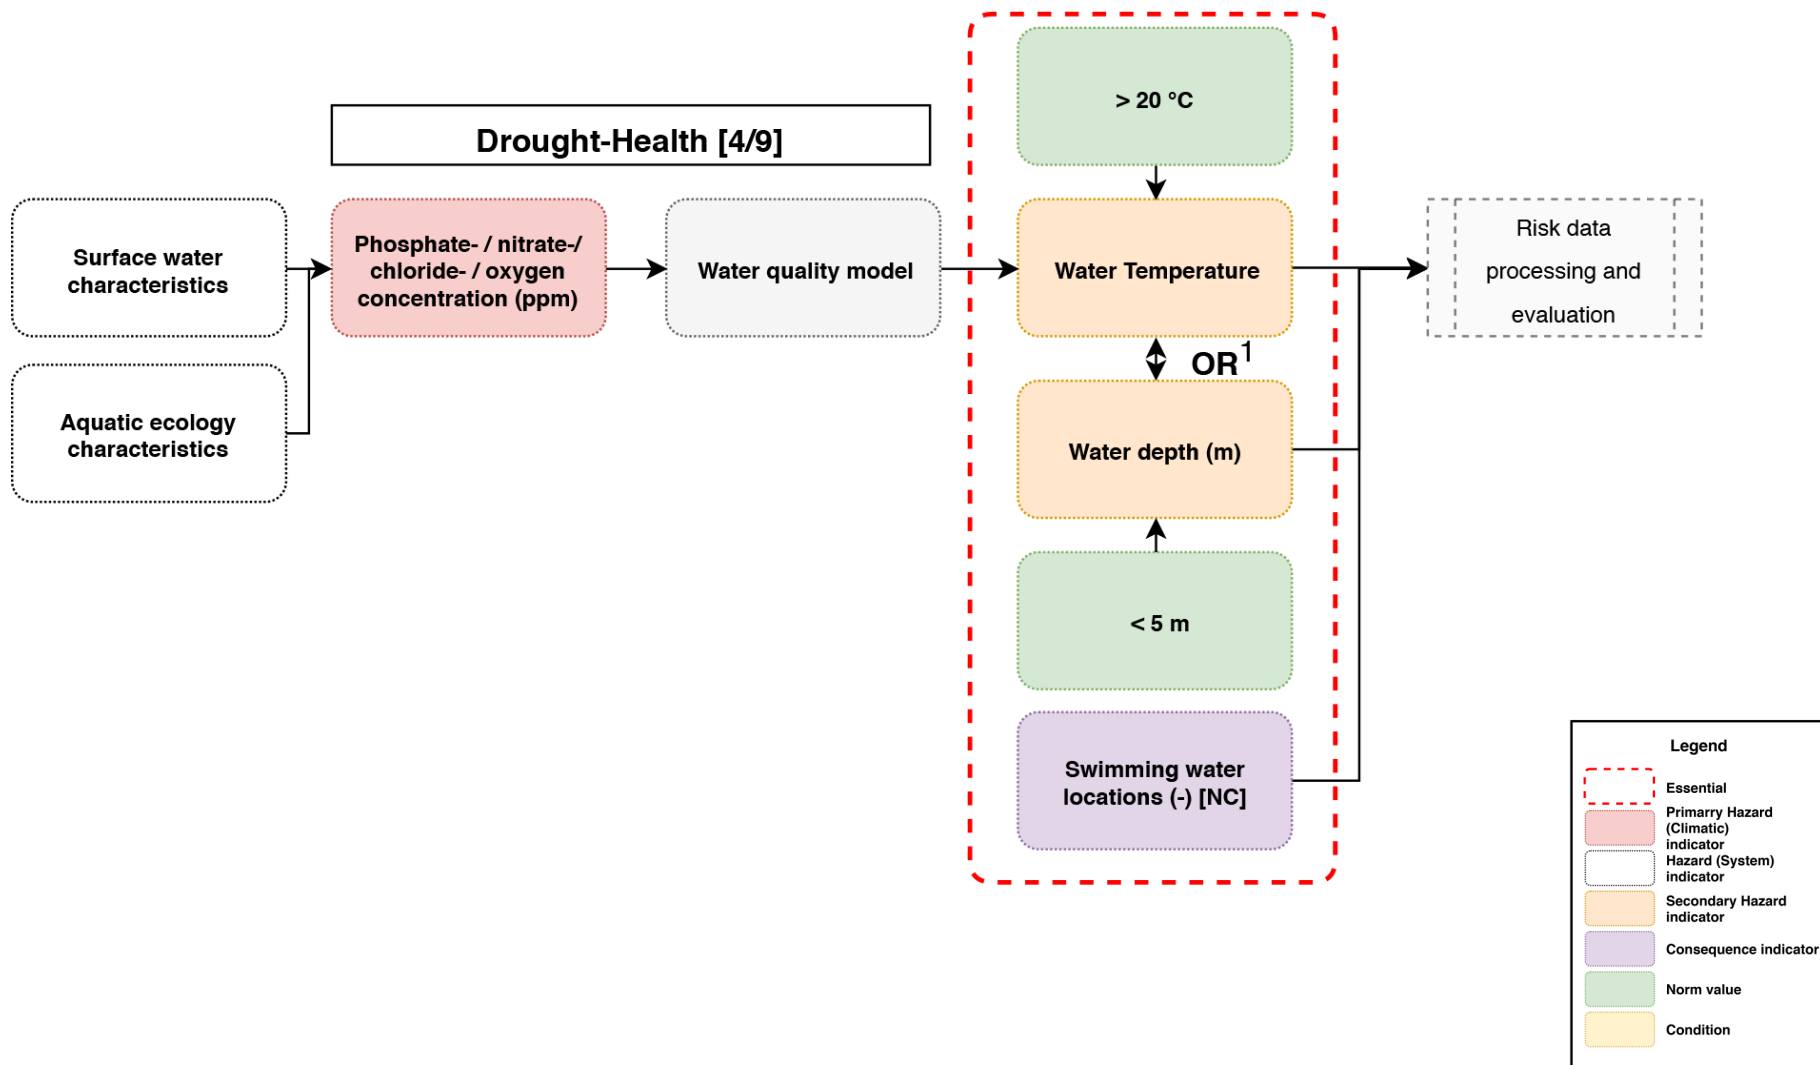 > 20 °C
Drought-Health [4/9]
Surface water
characteristics
Phosphate- / nitrate-/
chloride- / oxygen
concentration (ppm)
Water quality model
Water Temperature
Risk data
processing and
evaluation
OR1
Aquatic ecology
characteristics
Water depth (m)
< 5 m
Swimming water
locations (-) [NC]
Legend
Essential
Primarry Hazard
(Climatic)
indicator
Hazard (System)
indicator
Secondary Hazard
indicator
Consequence indicator
Norm value
Condition